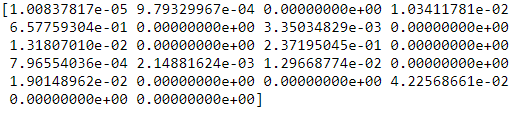 [1.00837817e-05 9.79329967e-04 0.00000000e+00 1.03411781e-02
6.57759304e-01 0.00000000e+00 3.35034829e-03 0.00000000e+00
1.31807010e-02 0.00000000e+00 2.37195045e-01 0.00000000e+00
7.96554036e-04 2.14881624e-03 1.29668774e-02 0.00000000e+00
1.90148962e-02 0.00000000e+00 0.00000000e+00 4.22568661e-02
0.00000000e+00 0.00000000e+00]